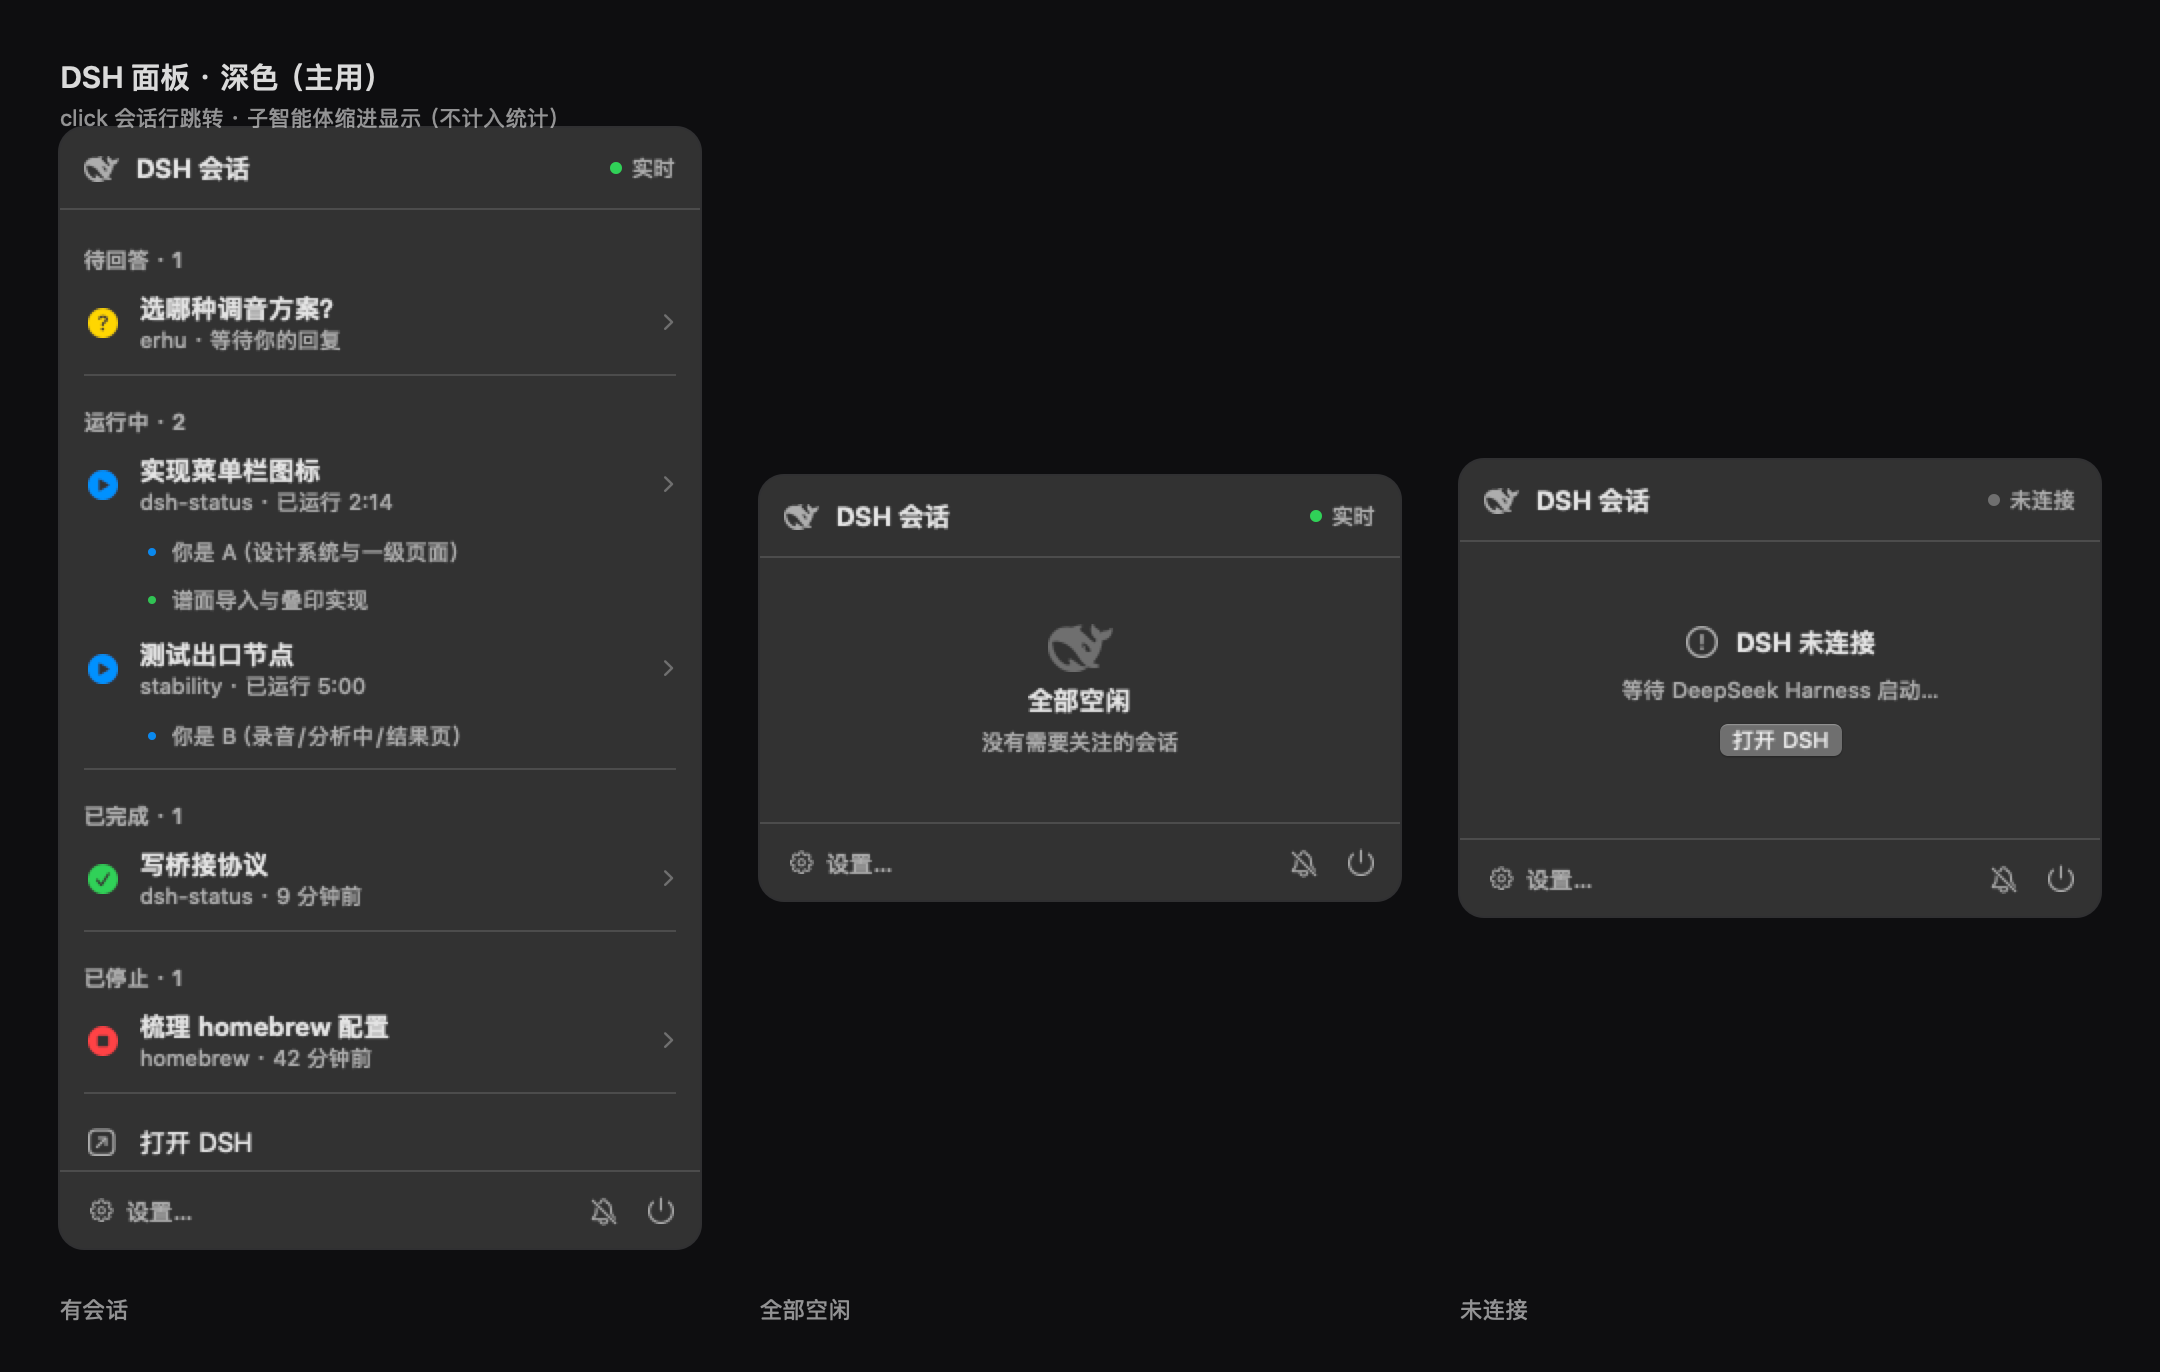 DSH 面板 · 深色（主用）
click 会话行跳转 · 子智能体缩进显示（不计入统计）
DSH 会话
实时
待回答 · 1
选哪种调音方案?
erhu · 等待你的回复
运行中 · 2
实现菜单栏图标
dsh-status · 已运行 2:14
你是 A（设计系统与一级页面）
谱面导入与叠印实现
测试出口节点
stability · 已运行 5:00
你是 B（录音/分析中/结果页）
已完成 · 1
写桥接协议
dsh-status · 9 分钟前
已停止 · 1
梳理 homebrew 配置
homebrew · 42 分钟前
打开 DSH
设置...
有会话
DSH 会话
实时
全部空闲
没有需要关注的会话
设置...
全部空闲
DSH 会话
未连接
DSH 未连接
等待 DeepSeek Harness 启动...
打开 DSH
设置...
未连接